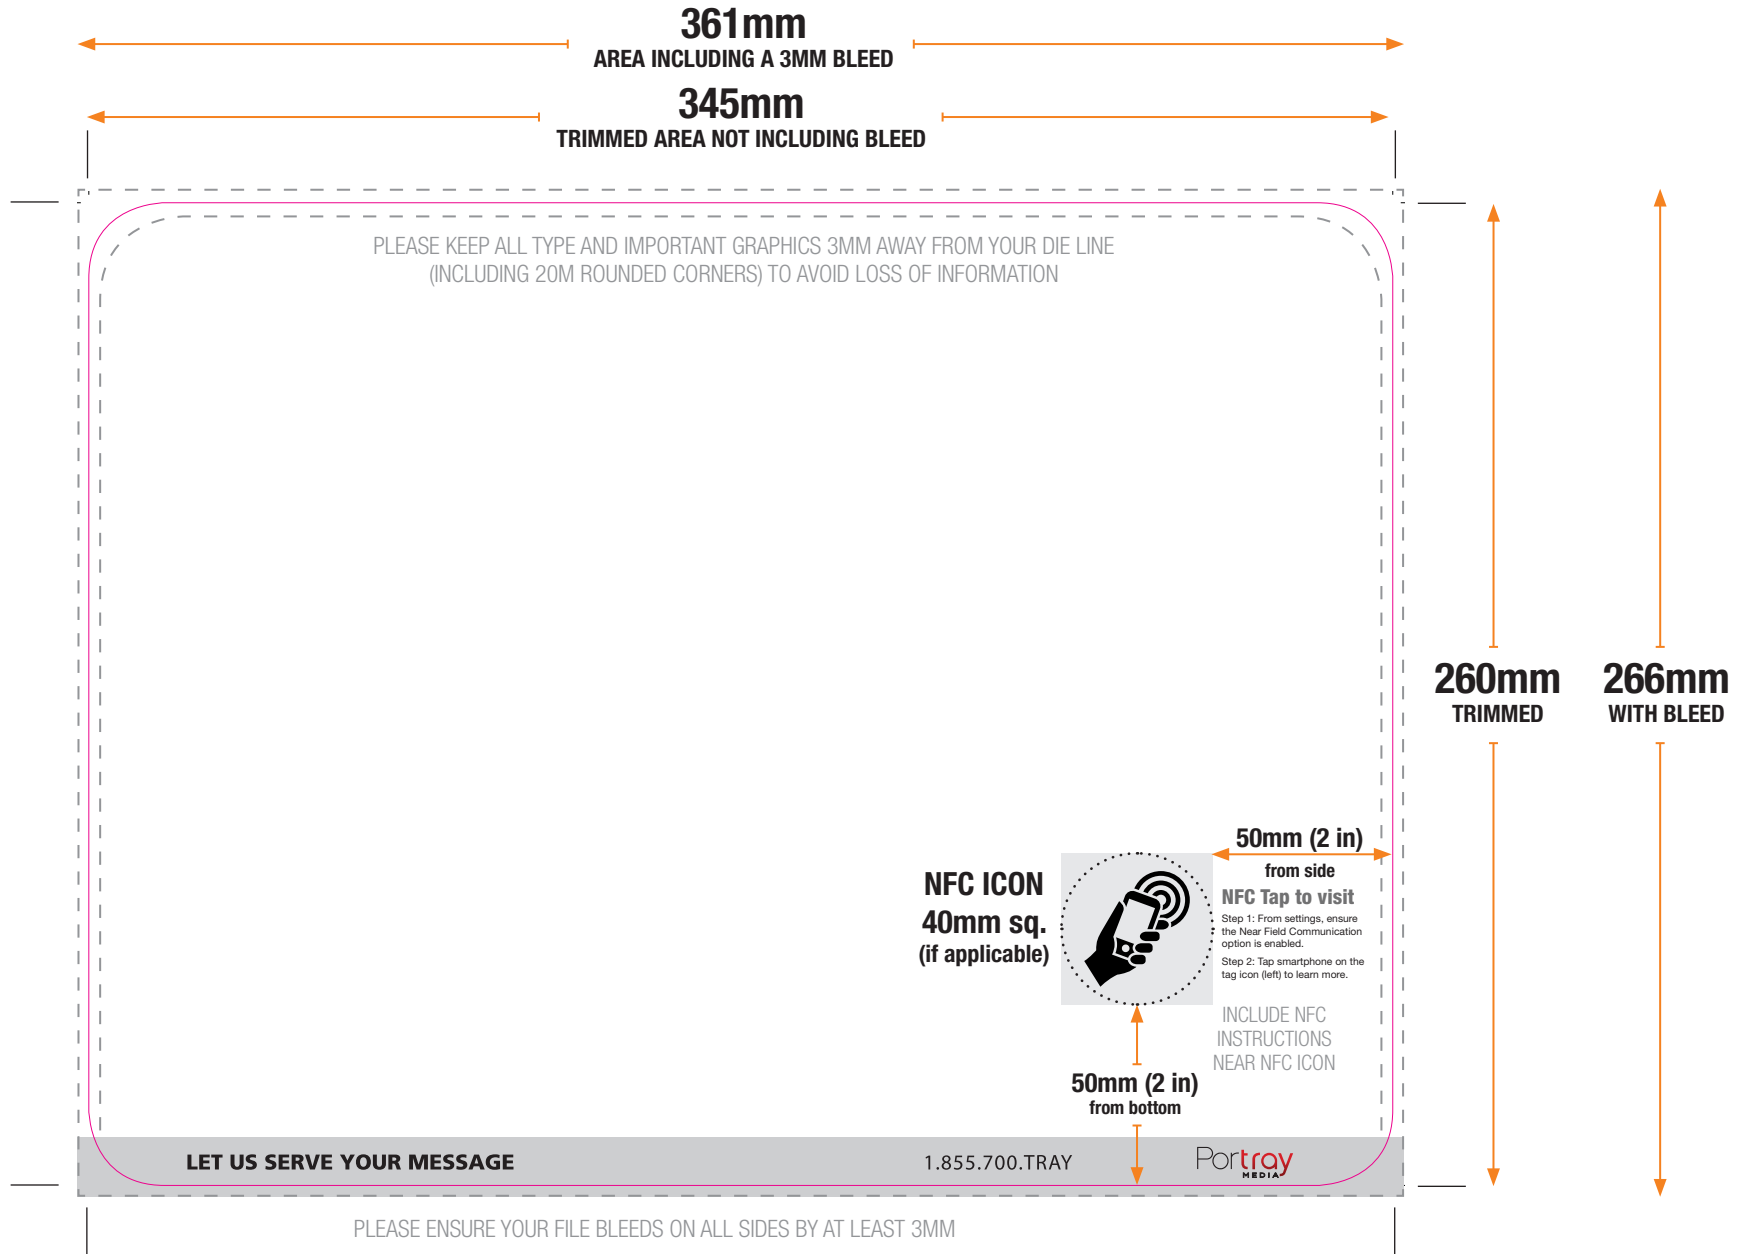 361mm
AREA INCLUDING A 3MM BLEED
345mm
TRIMMED AREA NOT INCLUDING BLEED
PLEASE KEEP ALL TYPE AND IMPORTANT GRAPHICS 3MM AWAY FROM YOUR DIE LINE
(INCLUDING 20M ROUNDED CORNERS) TO AVOID LOSS OF INFORMATION
260mm
TRIMMED
266mm
WITH BLEED
50mm (2 in)
from side
NFC ICON
40mm sq.
(if applicable)
NFC Tap to visit
Step 1: From settings, ensure
the Near Field Communication
option is enabled.
Step 2: Tap smartphone on the
tag icon (left) to learn more.
INCLUDE NFC
INSTRUCTIONS
NEAR NFC ICON
50mm (2 in)
from bottom
LET US SERVE YOUR MESSAGE
1.855.700.TRAY
Portray
MEDIA
PLEASE ENSURE YOUR FILE BLEEDS ON ALL SIDES BY AT LEAST 3MM